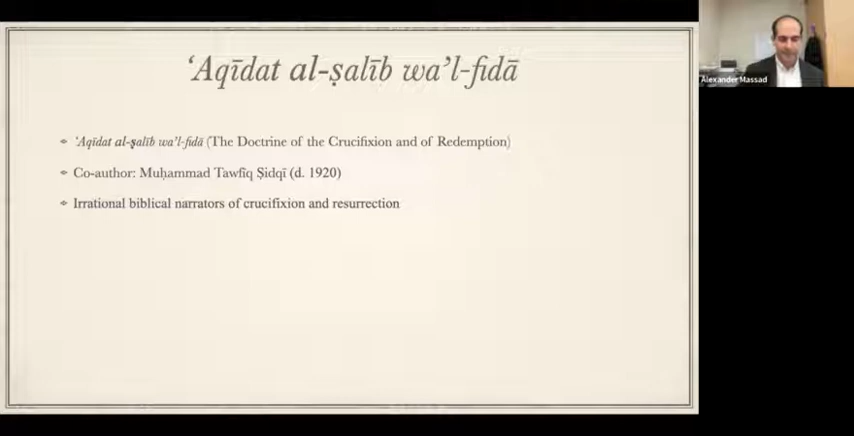 ‘Aqīdat al-ṣalīb wa’l-fidā
‘Aqīdat al-ṣalīb wa’l-fidā (The Doctrine of the Crucifixion and of Redemption)
Co-author: Muḥammad Tawfīq Ṣidqī (d. 1920)
Irrational biblical narrators of crucifixion and resurrection
Alexander Massad